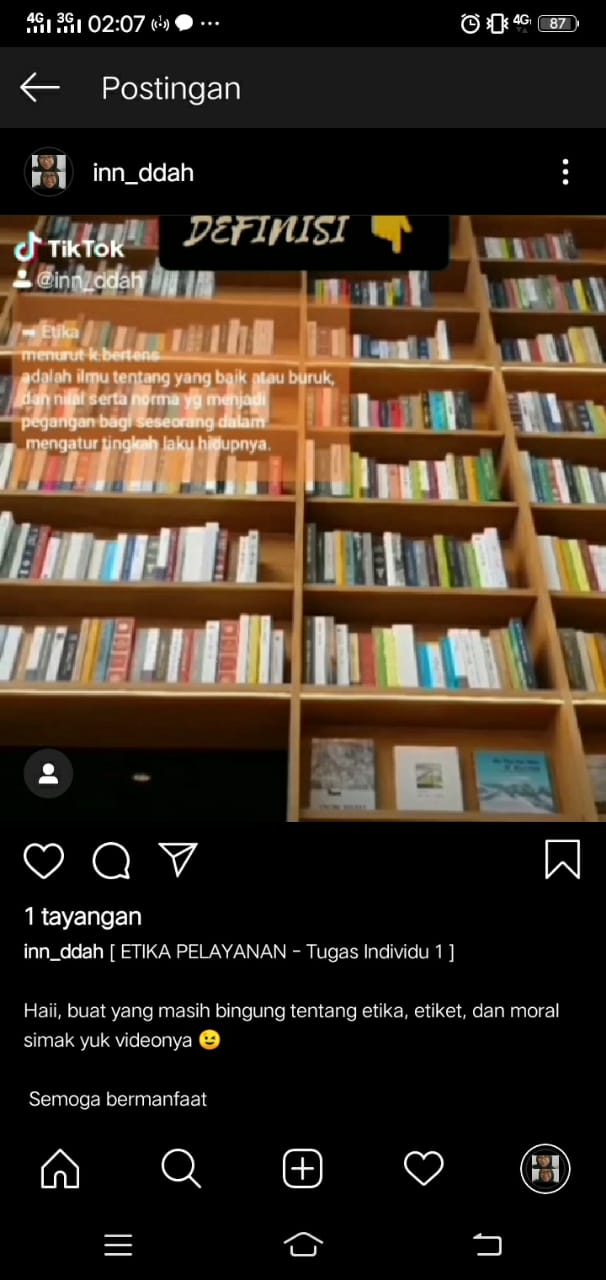 4G 3G 02:07 ... 4G 87
Postingan
inn_ddah
DEFINISI
TikTok
@inn_ddah
Etika
menurut k.bertens
adalah ilmu tentang yang baik atau buruk,
dan nilai serta norma yg menjadi
pegangan bagi seseorang dalam
mengatur tingkah laku hidupnya.
1 tayangan
inn_ddah [ ETIKA PELAYANAN - Tugas Individu 1 ]
Haii, buat yang masih bingung tentang etika, etiket, dan moral
simak yuk videonya 😉
Semoga bermanfaat